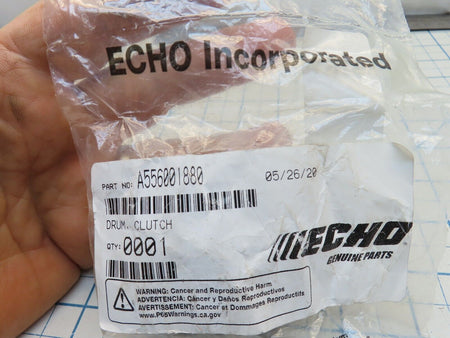 ECHO Incorporated
PART NO: A556001880
05/26/20
DRUM, CLUTCH
QTY: 0001
ECHO
GENUINE PARTS
WARNING: Cancer and Reproductive Harm
ADVERTENCIA: Cáncer y Daños Reproductivos
AVERTISSEMENT: Cancer et Dommages Reproductifs
www.P65Warnings.ca.gov